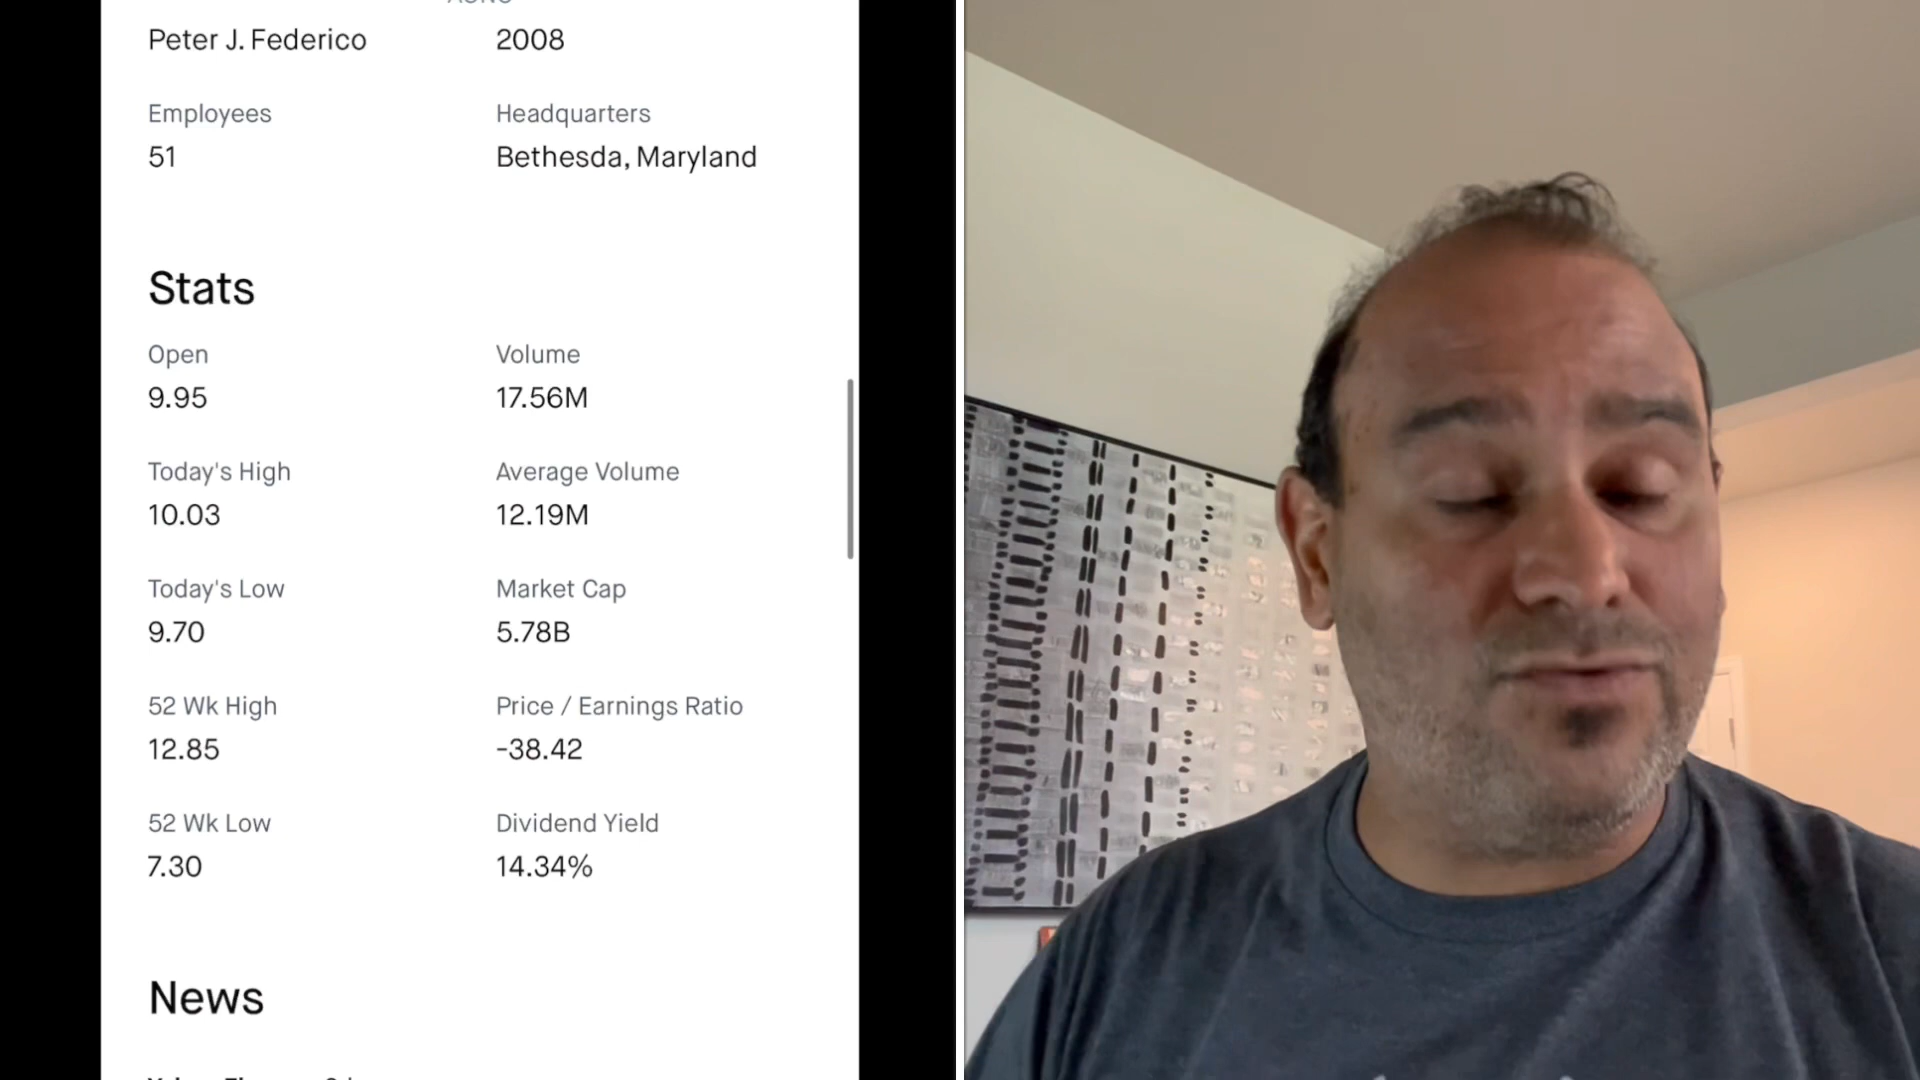 Peter J. Federico
2008
Employees
Headquarters
51
Bethesda, Maryland
Stats
Open
Volume
9.95
17.56M
Today's High
Average Volume
10.03
12.19M
Today's Low
Market Cap
9.70
5.78B
52 Wk High
Price / Earnings Ratio
12.85
-38.42
52 Wk Low
Dividend Yield
7.30
14.34%
News